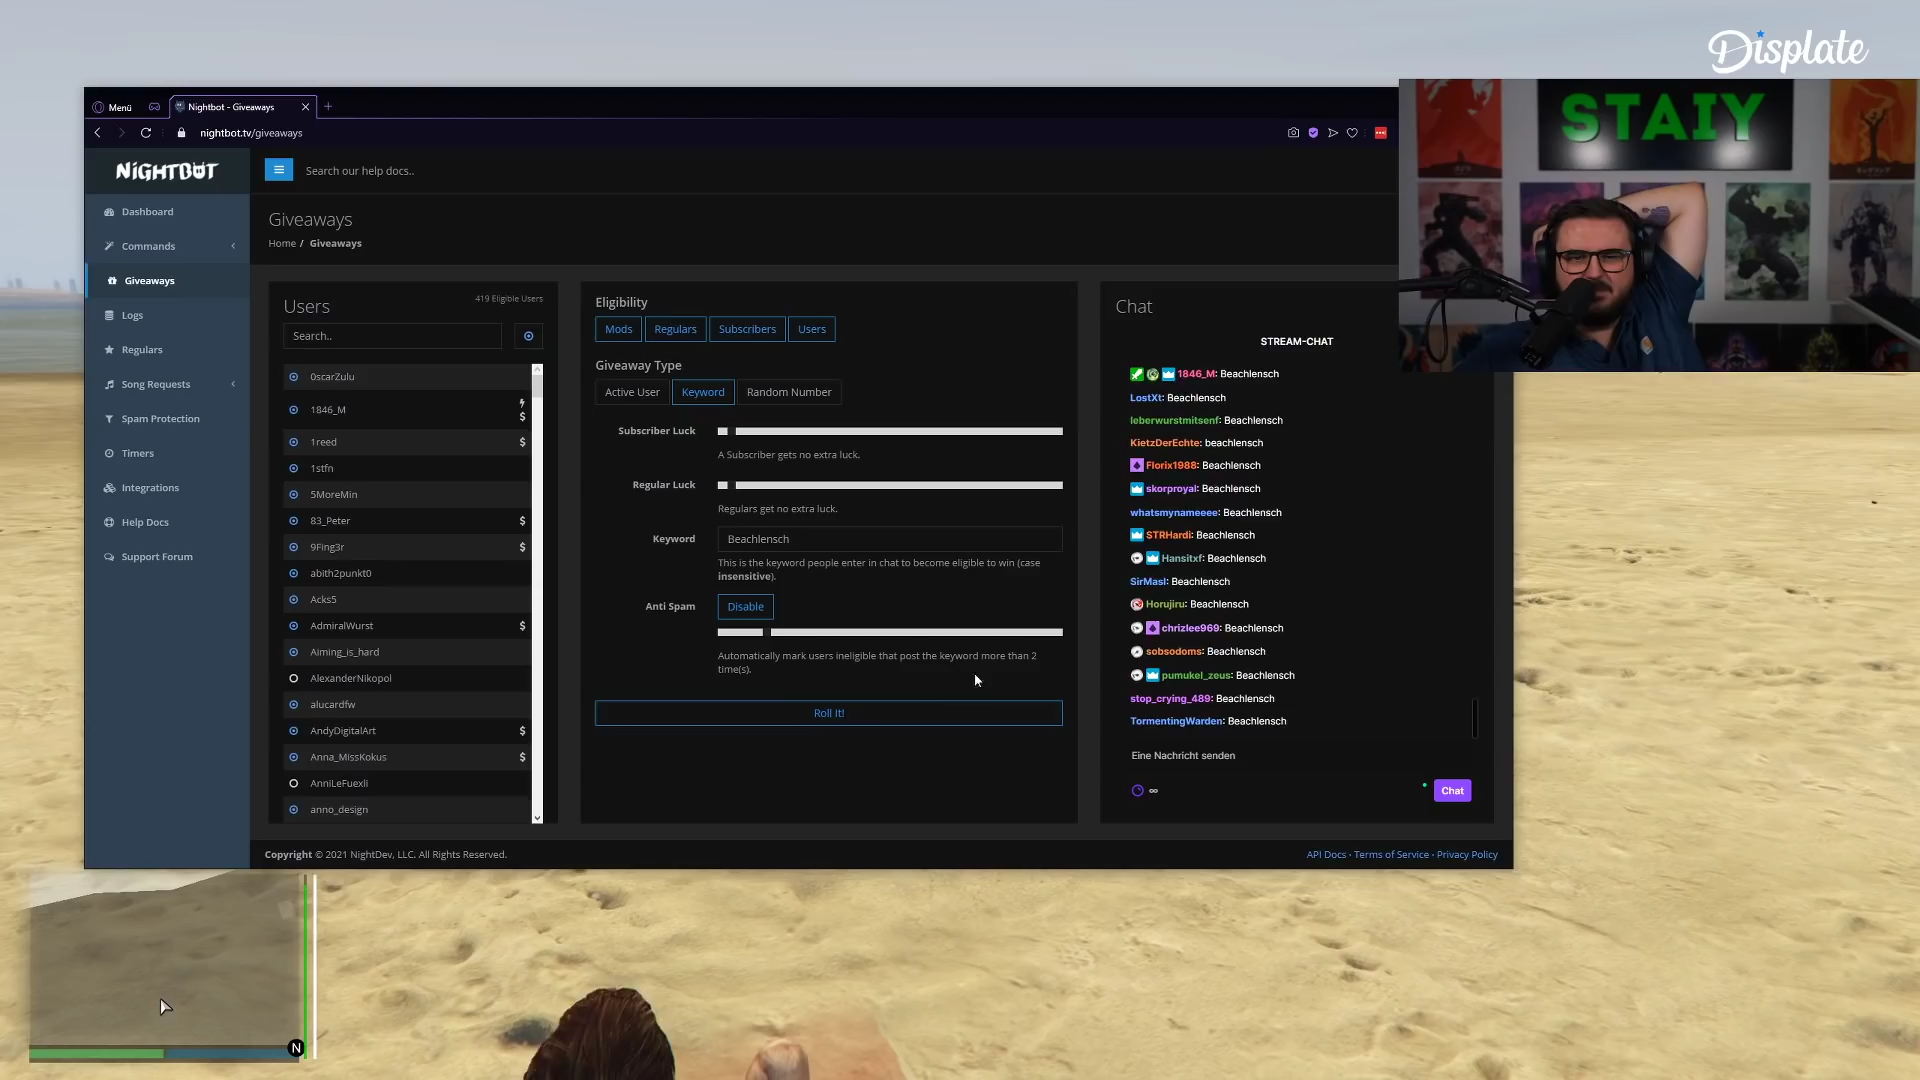 Displate
STAIY
Menü
Nightbot - Giveaways
nightbot.tv/giveaways
NiGHTBOT
Search our help docs..
Dashboard
Commands
Giveaways
Logs
Regulars
Song Requests
Spam Protection
Timers
Integrations
Help Docs
Support Forum
Giveaways
Home / Giveaways
Users
419 Eligible Users
Search..
0scarZulu
1846_M
$
1reed
$
1stfn
5MoreMin
83_Peter
$
9Fing3r
$
abith2punkt0
Acks5
AdmiralWurst
$
Aiming_is_hard
AlexanderNikopol
alucardfw
AndyDigitalArt
$
Anna_MissKokus
$
AnniLeFuexli
anno_design
Eligibility
Mods
Regulars
Subscribers
Users
Giveaway Type
Active User
Keyword
Random Number
Subscriber Luck
A Subscriber gets no extra luck.
Regular Luck
Regulars get no extra luck.
Keyword
Beachlensch
This is the keyword people enter in chat to become eligible to win (case
insensitive).
Anti Spam
Disable
Automatically mark users ineligible that post the keyword more than 2
time(s).
Roll It!
Chat
STREAM-CHAT
1846_M: Beachlensch
LostXt: Beachlensch
leberwurstmitsenf: Beachlensch
KietzDerEchte: beachlensch
Florix1988: Beachlensch
skorproyal: Beachlensch
whatsmynameeee: Beachlensch
STRHardi: Beachlensch
Hansitxf: Beachlensch
SirMasl: Beachlensch
Horujiru: Beachlensch
chrizlee969: Beachlensch
sobsodoms: Beachlensch
pumukel_zeus: Beachlensch
stop_crying_489: Beachlensch
TormentingWarden: Beachlensch
Eine Nachricht senden
∞
Chat
Copyright © 2021 NightDev, LLC. All Rights Reserved.
API Docs · Terms of Service · Privacy Policy
N